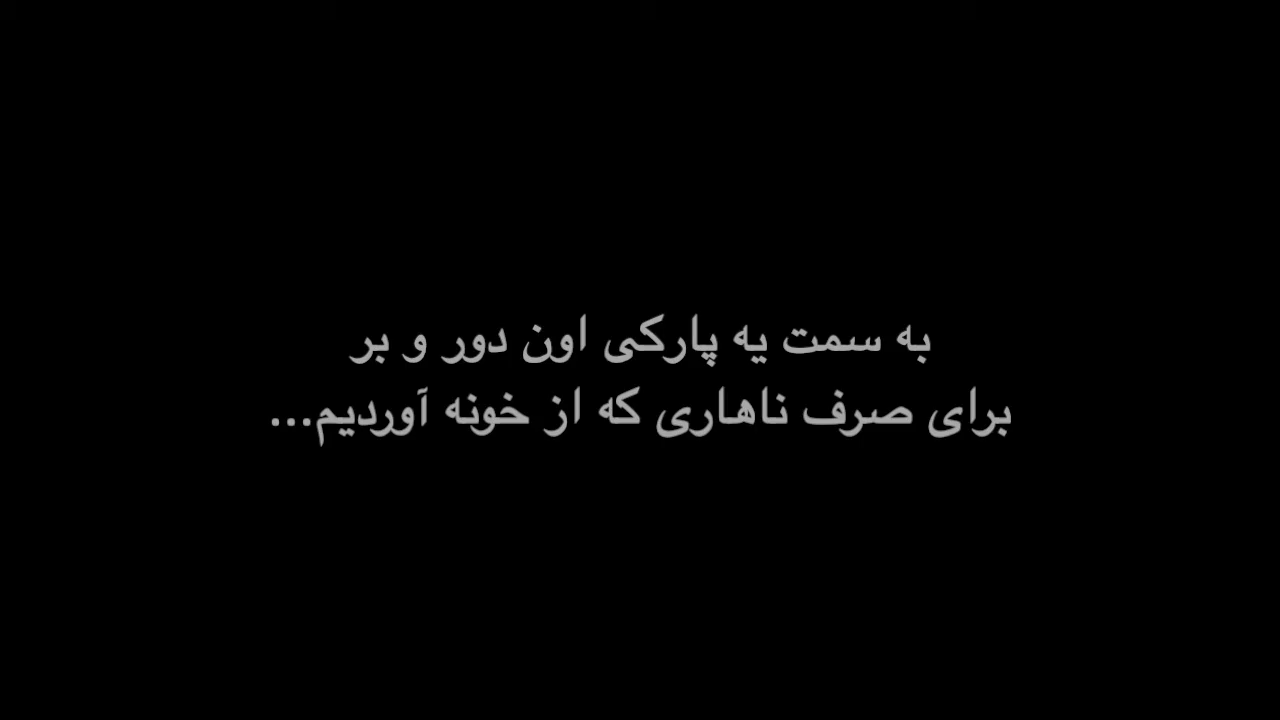 به سمت یه پارکی اون دور و بر
برای صرف ناهاری که از خونه آوردیم...